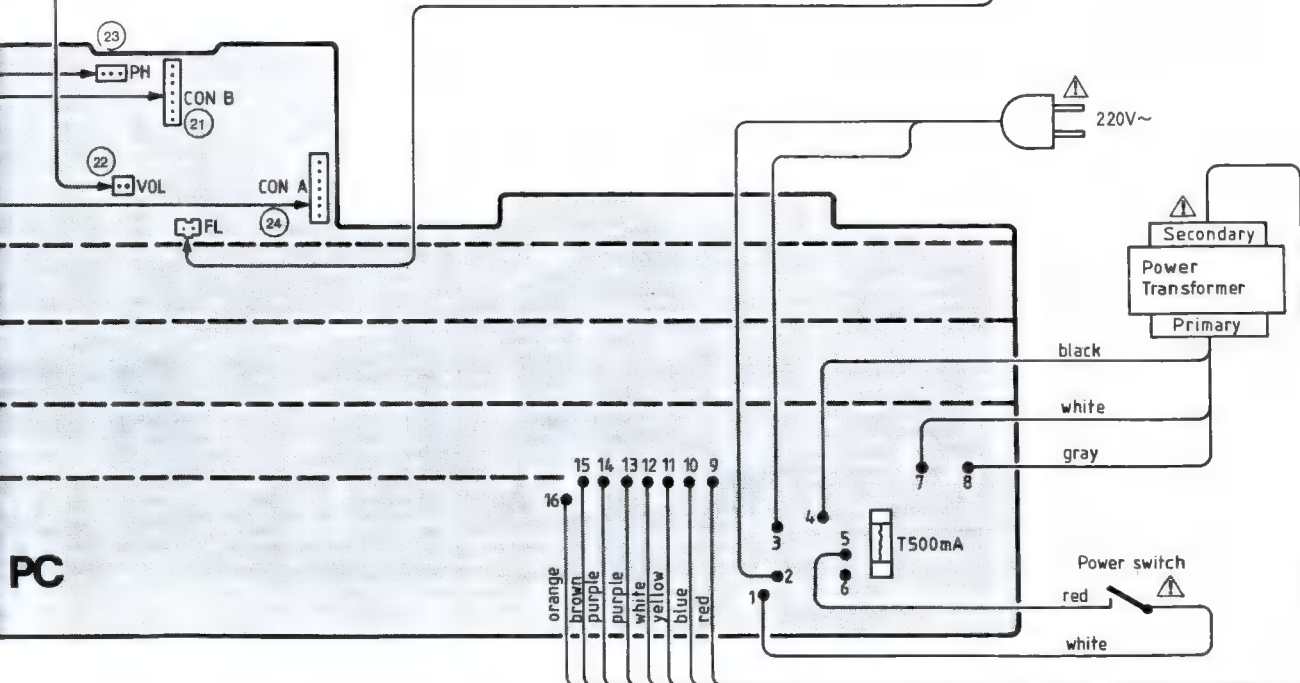 23
PH
CON B
21
220V~
22
VOL
CON A
24
FL
Secondary
Power
Transformer
Primary
black
white
gray
15 14 13 12 11 10 9
16
7 8
4
3
5
T500mA
2
6
1
PC
orange
brown
purple
purple
white
yellow
blue
red
Power switch
red
white